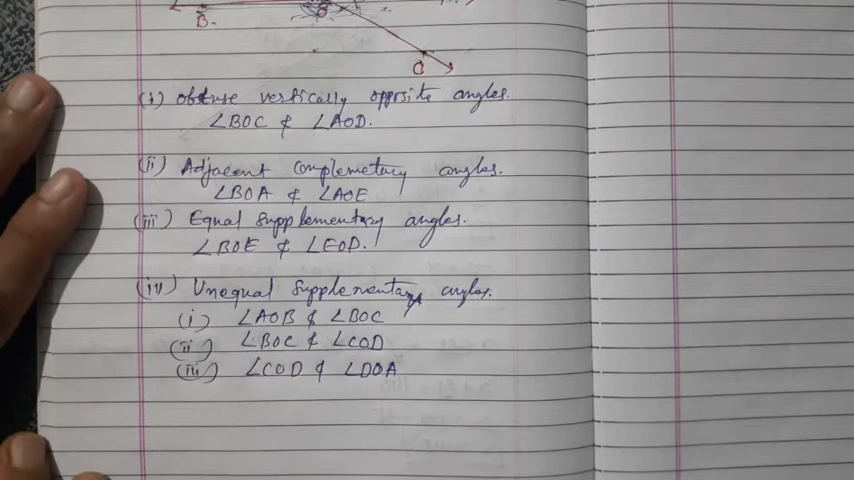 B.
C
(i) obtuse vertically opposite angles.
∠BOC & ∠AOD.
(ii) Adjacent complemetary angles.
∠BOA & ∠AOE
(iii) Equal supplementary angles.
∠BOE & ∠EOD.
(iv) Unequal supplementary angles.
(i) ∠AOB & ∠BOC
(ii) ∠BOC & ∠COD
(iii) ∠COD & ∠DOA